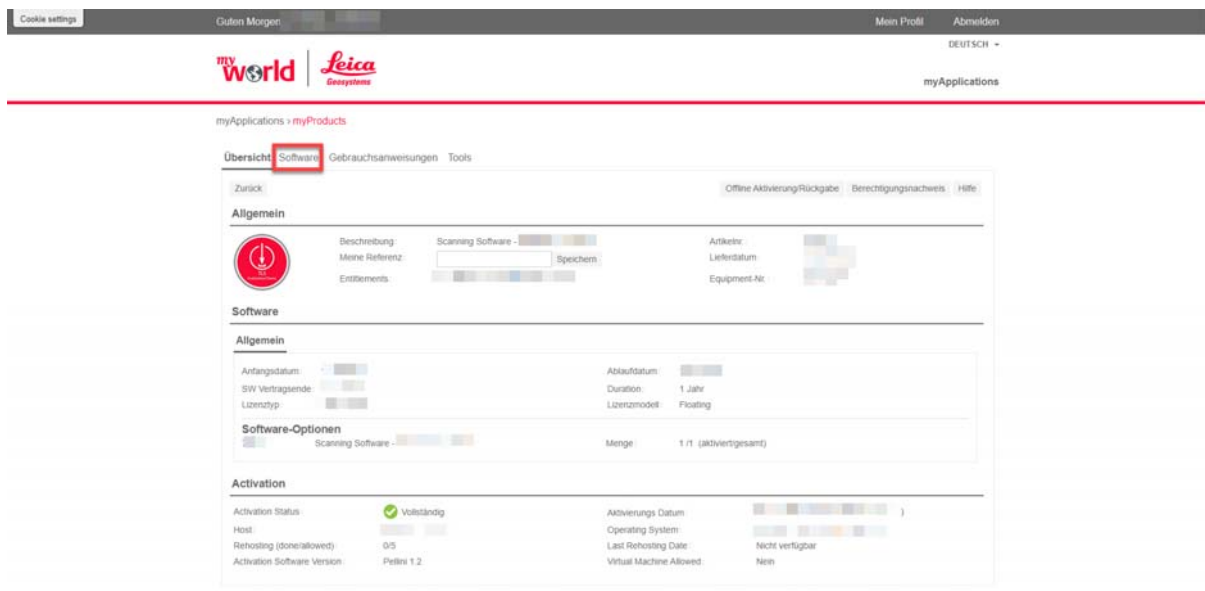 Cookie settings
Guten Morgen
Mein Profil Abmelden
DEUTSCH
my world Leica Geosystems
myApplications
myApplications › myProducts
Übersicht Software Gebrauchsanweisungen Tools
Zurück Offline Aktivierung/Rückgabe Berechtigungsnachweis Hilfe
Allgemein
Beschreibung: Scanning Software - Artikelnr.:
Meine Referenz: Speichern Lieferdatum:
Entitlements: Equipment-Nr.:
Software
Allgemein
Anfangsdatum: Ablaufdatum:
SW Vertragsende: Duration: 1 Jahr
Lizenztyp: Lizenzmodell: Floating
Software-Optionen
Scanning Software - Menge: 1 /1 (aktiviert/gesamt)
Activation
Activation Status: Vollständig Aktivierungs Datum: )
Host: Operating System:
Rehosting (done/allowed): 0/5 Last Rehosting Date: Nicht verfügbar
Activation Software Version: Pellini 1.2 Virtual Machine Allowed: Nein